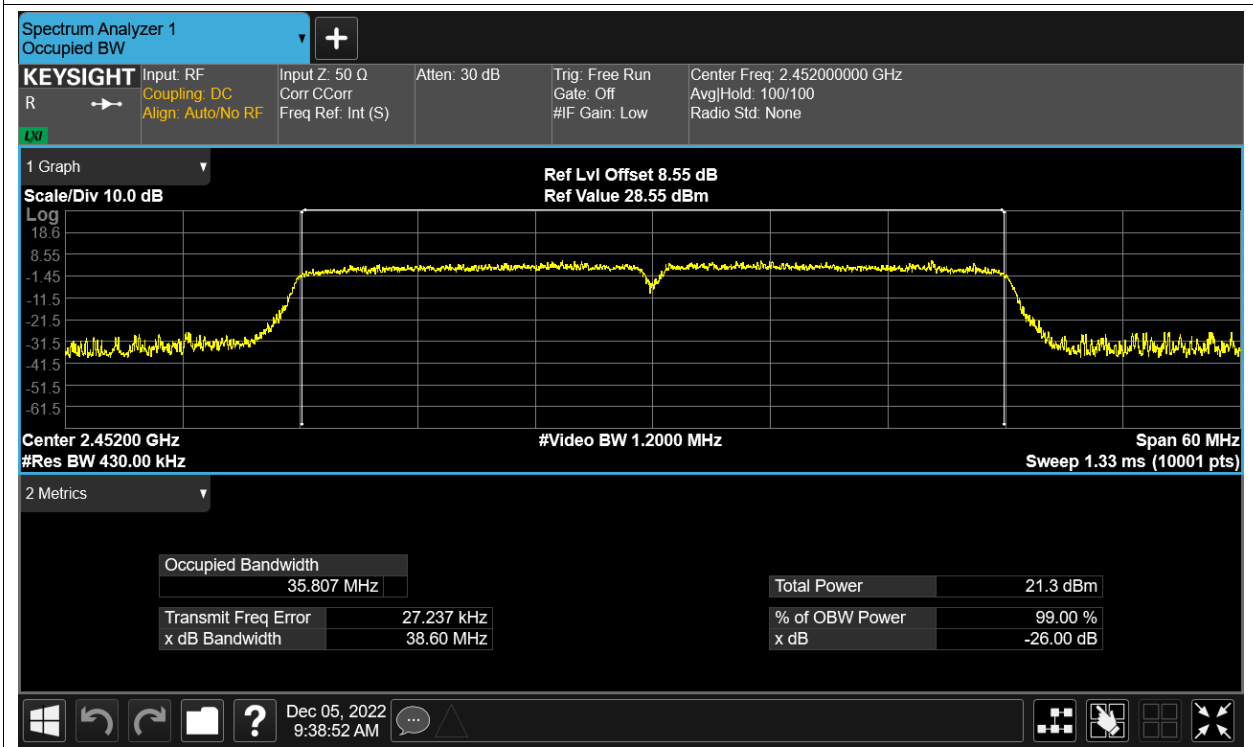 Spectrum Analyzer 1
Occupied BW
KEYSIGHT
R
LXI
Input: RF
Coupling: DC
Align: Auto/No RF
Input Z: 50 Ω
Corr CCorr
Freq Ref: Int (S)
Atten: 30 dB
Trig: Free Run
Gate: Off
#IF Gain: Low
Center Freq: 2.452000000 GHz
Avg|Hold: 100/100
Radio Std: None
1 Graph
Scale/Div 10.0 dB
Ref Lvl Offset 8.55 dB
Ref Value 28.55 dBm
Log
18.6
8.55
-1.45
-11.5
-21.5
-31.5
-41.5
-51.5
-61.5
Center 2.45200 GHz
#Video BW 1.2000 MHz
Span 60 MHz
#Res BW 430.00 kHz
Sweep 1.33 ms (10001 pts)
2 Metrics
Occupied Bandwidth
35.807 MHz
Transmit Freq Error 27.237 kHz
x dB Bandwidth 38.60 MHz
Total Power 21.3 dBm
% of OBW Power 99.00 %
x dB -26.00 dB
?
Dec 05, 2022
9:38:52 AM